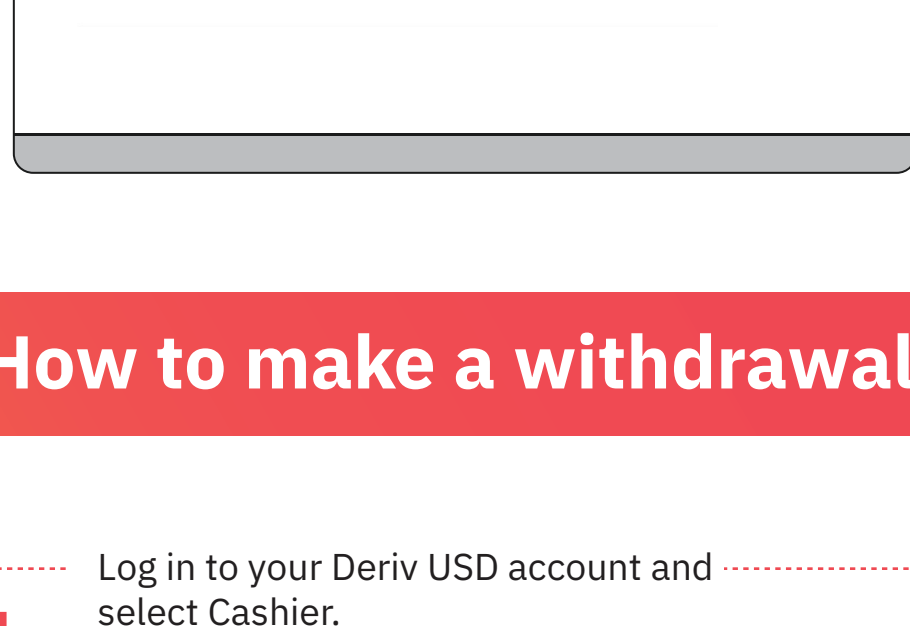 How to make a withdrawal
Log in to your Deriv USD account and
select Cashier.